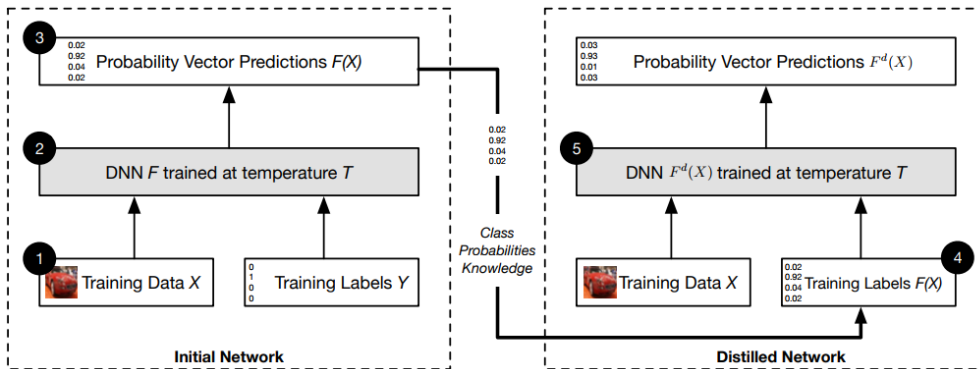 3
0.02
0.92
0.04
0.02
Probability Vector Predictions F(X)
2
DNN F trained at temperature T
1
Training Data X
0
1
0
0
Training Labels Y
Initial Network
0.02
0.92
0.04
0.02
Class
Probabilities
Knowledge
0.03
0.93
0.01
0.03
Probability Vector Predictions F^d(X)
5
DNN F^d(X) trained at temperature T
Training Data X
4
0.02
0.92
0.04
0.02
Training Labels F(X)
Distilled Network